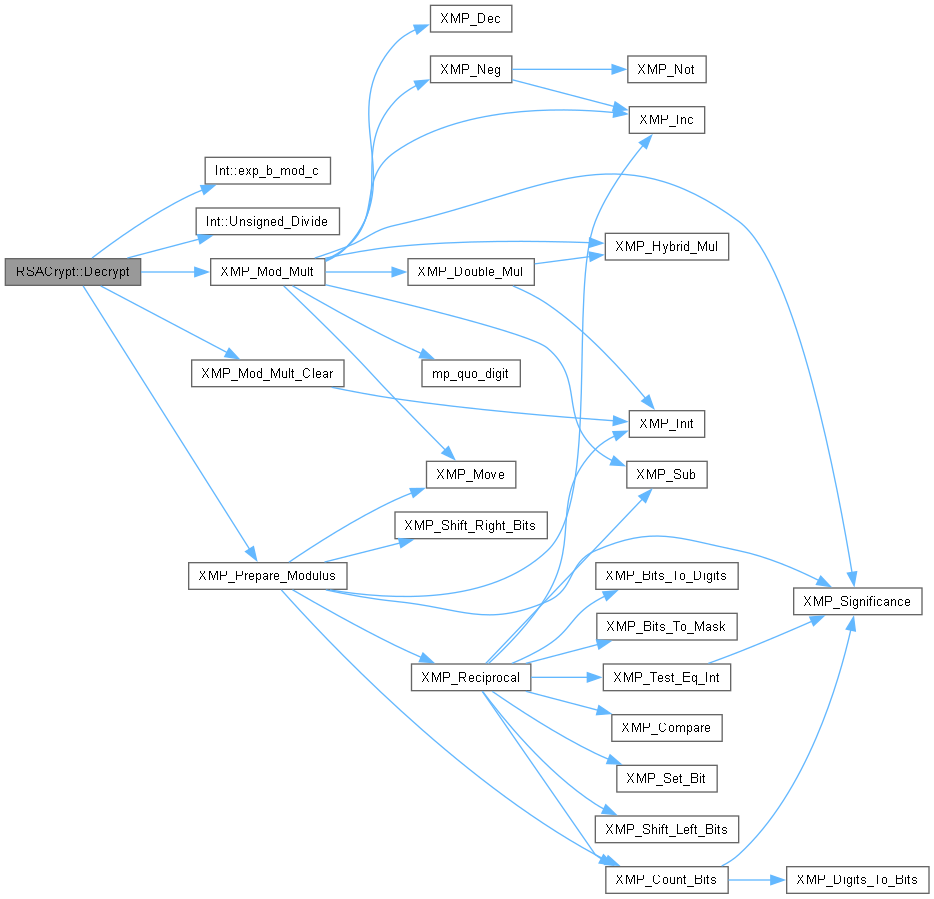 XMP_Dec
XMP_Neg
XMP_Not
XMP_Inc
Int::exp_b_mod_c
Int::Unsigned_Divide
XMP_Hybrid_Mul
RSACrypt::Decrypt
XMP_Mod_Mult
XMP_Double_Mul
XMP_Mod_Mult_Clear
mp_quo_digit
XMP_Init
XMP_Move
XMP_Sub
XMP_Shift_Right_Bits
XMP_Prepare_Modulus
XMP_Bits_To_Digits
XMP_Significance
XMP_Bits_To_Mask
XMP_Reciprocal
XMP_Test_Eq_Int
XMP_Compare
XMP_Set_Bit
XMP_Shift_Left_Bits
XMP_Count_Bits
XMP_Digits_To_Bits